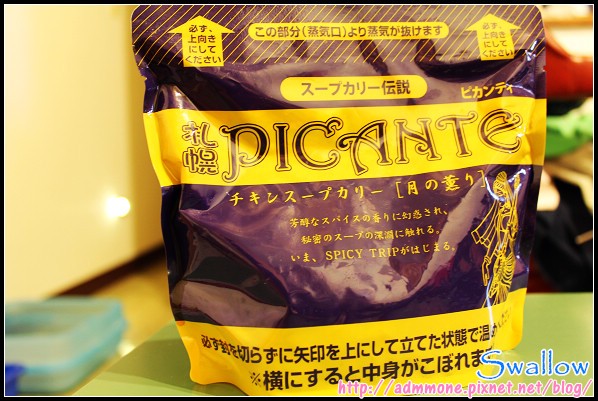 必ず、
上向き
にして
ください
この部分(蒸気口)より蒸気が抜けます
必ず、
上向き
にして
ください
スープカリー伝説
ピカンティ
札幌
PICANTE
チキンスープカリー[月の薫り]
芳醇なスパイスの香りに幻惑され、
秘密のスープの深淵に触れる。
いま、SPICY TRIPがはじまる。
必ず封を切らずに矢印を上にして立てた状態で温め
※横にすると中身がこぼれます
Swallow
http://admmone.pixnet.net/blog/